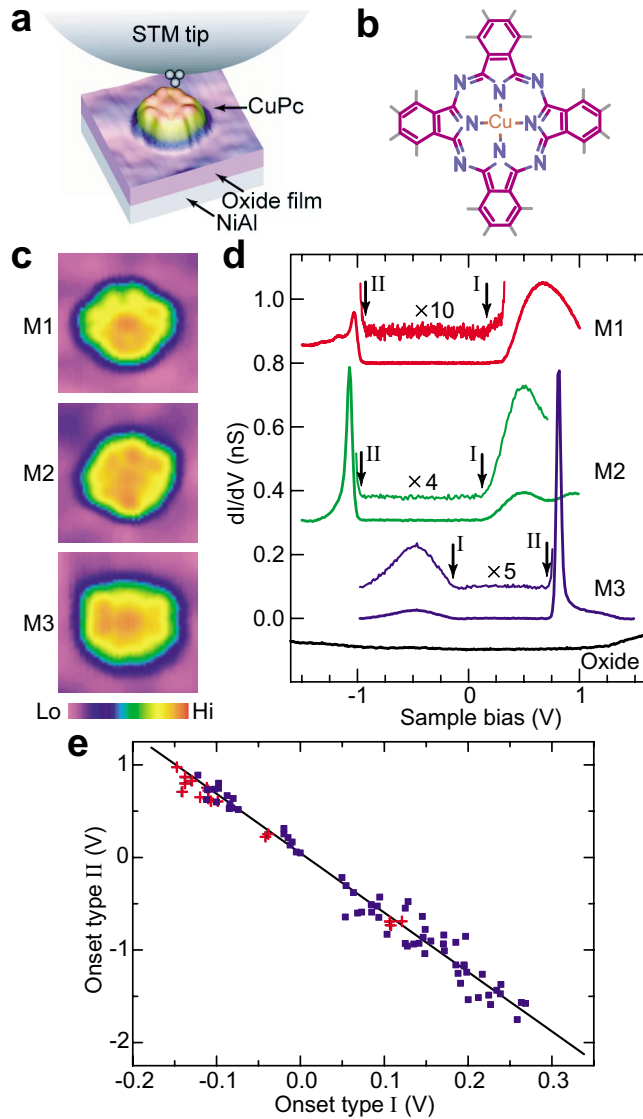 a
STM tip
CuPc
Oxide film
NiAl
b
N
N
N
N
N
Cu
N
N
N
c
M1
M2
M3
Lo
Hi
d
1.0
0.8
0.6
0.4
0.2
0.0
dI/dV (nS)
II
I
×10
M1
II
I
×4
M2
I
II
×5
M3
Oxide
-1
0
1
Sample bias (V)
e
1
0
-1
-2
Onset type II (V)
-0.2
-0.1
0.0
0.1
0.2
0.3
Onset type I (V)